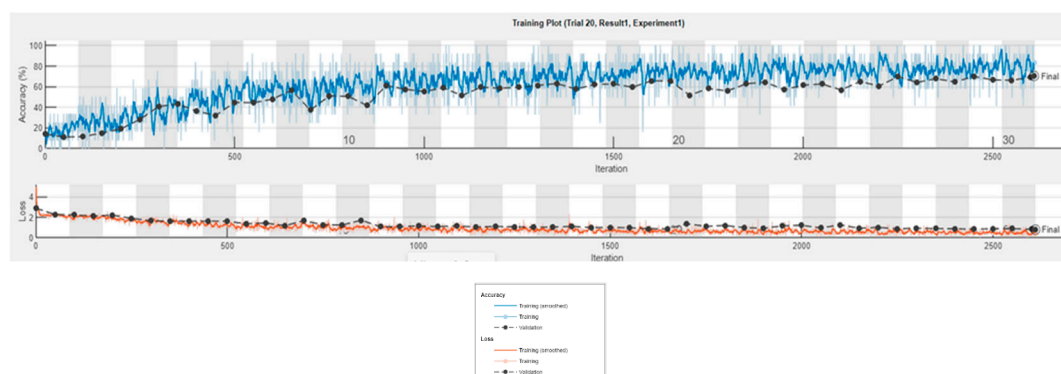 Training Plot (Trial 20, Result1, Experiment1)
100
80
60
40
20
0
Accuracy (%)
Final
10
20
30
0
500
1000
1500
2000
2500
Iteration
4
2
0
Loss
Final
0
500
1000
1500
2000
2500
Iteration
Accuracy
Training (smoothed)
Training
Validation
Loss
Training (smoothed)
Training
Validation